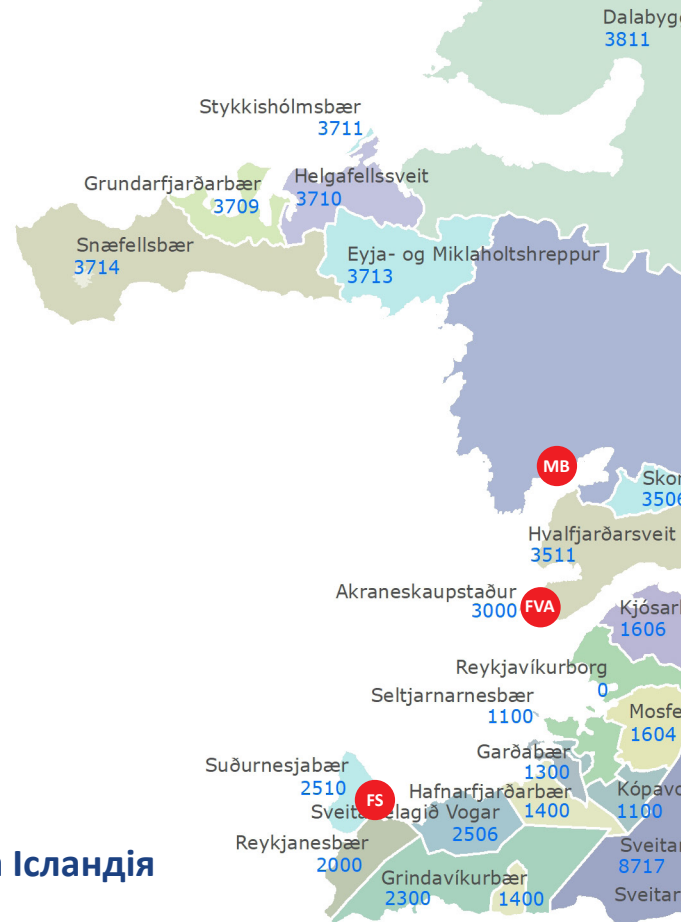 Dalabygg
3811
Stykkishólmsbær
3711
Helgafellssveit
3710
Grundarfjarðarbær
3709
Snæfellsbær
3714
Eyja- og Miklaholtshreppur
3713
MB
Skor
3506
Hvalfjarðarsveit
3511
Akraneskaupstaður
3000
FVA
Kjósarh
1606
Reykjavíkurborg
0
Seltjarnarnesbær
1100
Mosfe
1604
Garðabær
1300
Suðurnesjabær
2510
FS
Hafnarfjarðarbær
1400
Kópavo
1100
Vogar
2506
Reykjanesbær
2000
Sveitar
8717
Grindavíkurbær
2300
1400
Sveitar
Ісландія